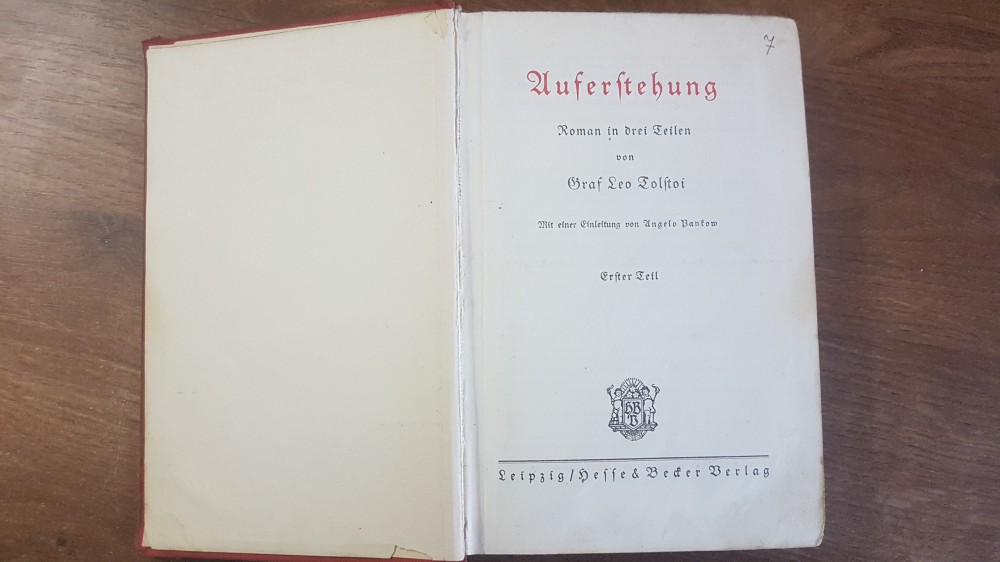 7
Auferſtehung
Roman in drei Teilen
von
Graf Leo Tolſtoi
Mit einer Einleitung von Angelo Pankow
Erſter Teil
HB
V
Leipzig/Heſſe & Becker Verlag